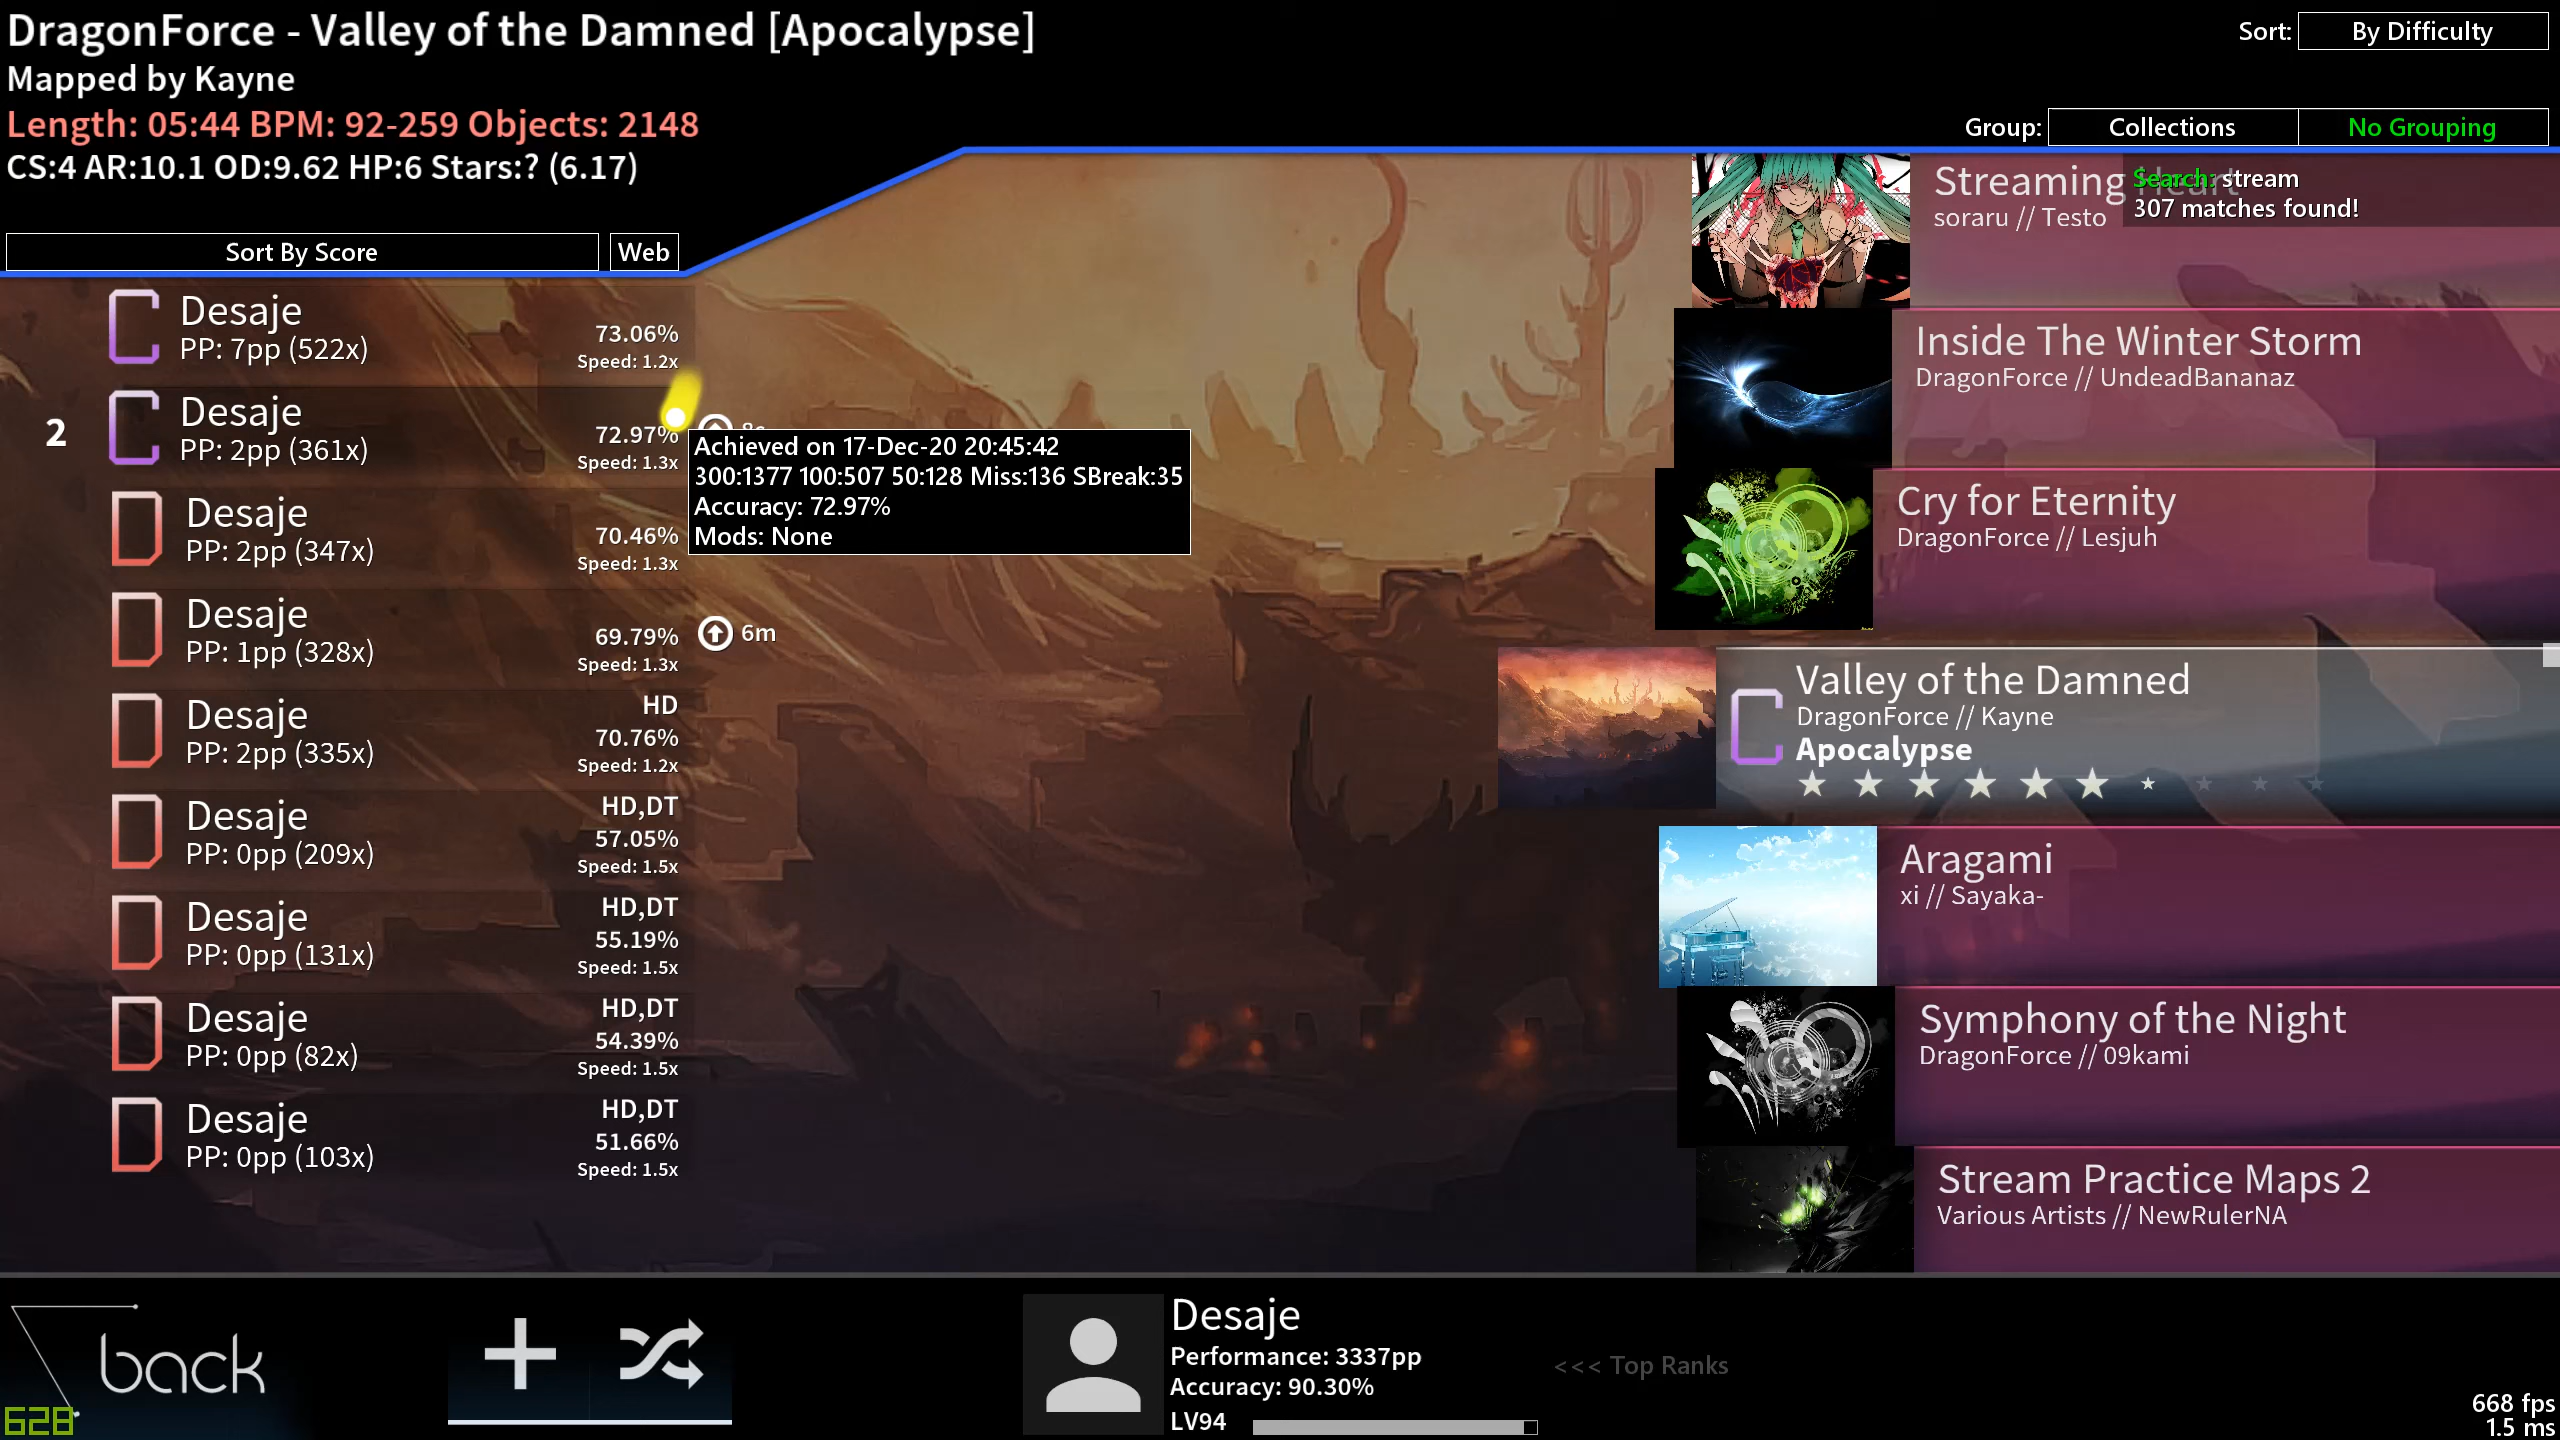 DragonForce - Valley of the Damned [Apocalypse]
Mapped by Kayne
Length: 05:44 BPM: 92-259 Objects: 2148
CS:4 AR:10.1 OD:9.62 HP:6 Stars:? (6.17)
Sort: By Difficulty
Group: Collections No Grouping
Sort By Score Web
Desaje
PP: 7pp (522x)
73.06%
Speed: 1.2x
2
Desaje
PP: 2pp (361x)
72.97%
Speed: 1.3x
Achieved on 17-Dec-20 20:45:42
300:1377 100:507 50:128 Miss:136 SBreak:35
Accuracy: 72.97%
Mods: None
Desaje
PP: 2pp (347x)
70.46%
Speed: 1.3x
Desaje
PP: 1pp (328x)
69.79%
Speed: 1.3x
6m
Desaje
PP: 2pp (335x)
HD
70.76%
Speed: 1.2x
Desaje
PP: 0pp (209x)
HD,DT
57.05%
Speed: 1.5x
Desaje
PP: 0pp (131x)
HD,DT
55.19%
Speed: 1.5x
Desaje
PP: 0pp (82x)
HD,DT
54.39%
Speed: 1.5x
Desaje
PP: 0pp (103x)
HD,DT
51.66%
Speed: 1.5x
Streaming Heart
soraru // Testo
Search: stream
307 matches found!
Inside The Winter Storm
DragonForce // UndeadBananaz
Cry for Eternity
DragonForce // Lesjuh
Valley of the Damned
DragonForce // Kayne
Apocalypse
Aragami
xi // Sayaka-
Symphony of the Night
DragonForce // 09kami
Stream Practice Maps 2
Various Artists // NewRulerNA
back
628
Desaje
Performance: 3337pp
Accuracy: 90.30%
LV94
<<< Top Ranks
668 fps
1.5 ms